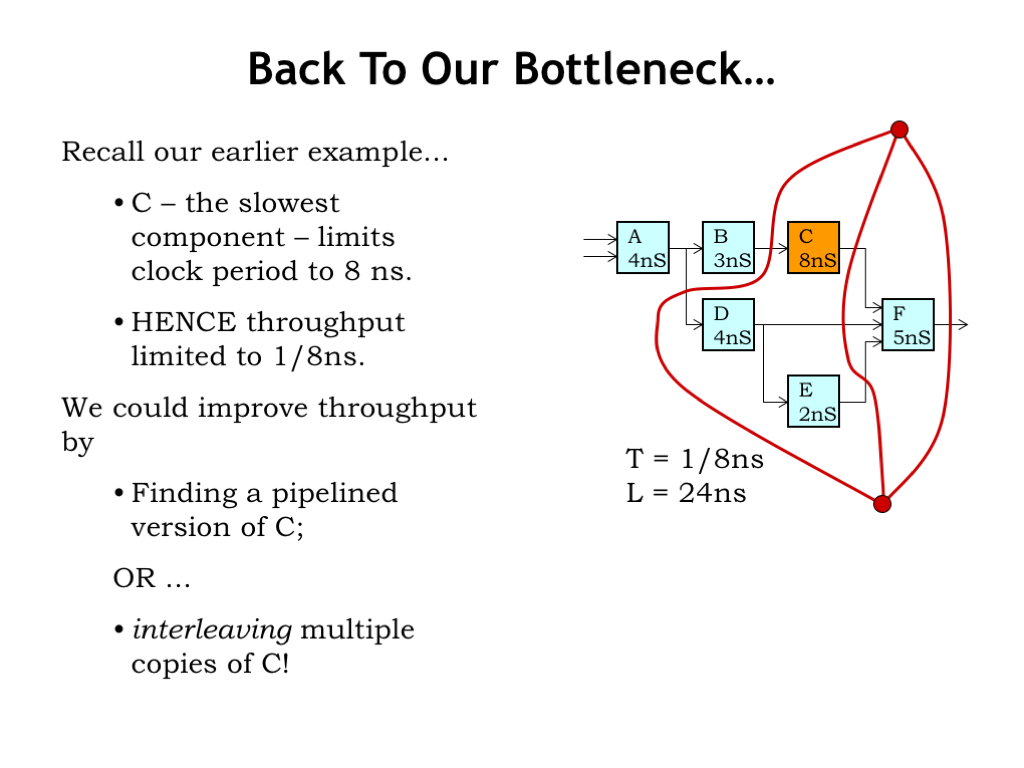 Back To Our Bottleneck…
Recall our earlier example…
• C – the slowest
component – limits
clock period to 8 ns.
• HENCE throughput
limited to 1/8ns.
We could improve throughput
by
• Finding a pipelined
version of C;
OR …
• interleaving multiple
copies of C!
A
4nS
B
3nS
C
8nS
D
4nS
F
5nS
E
2nS
T = 1/8ns
L = 24ns